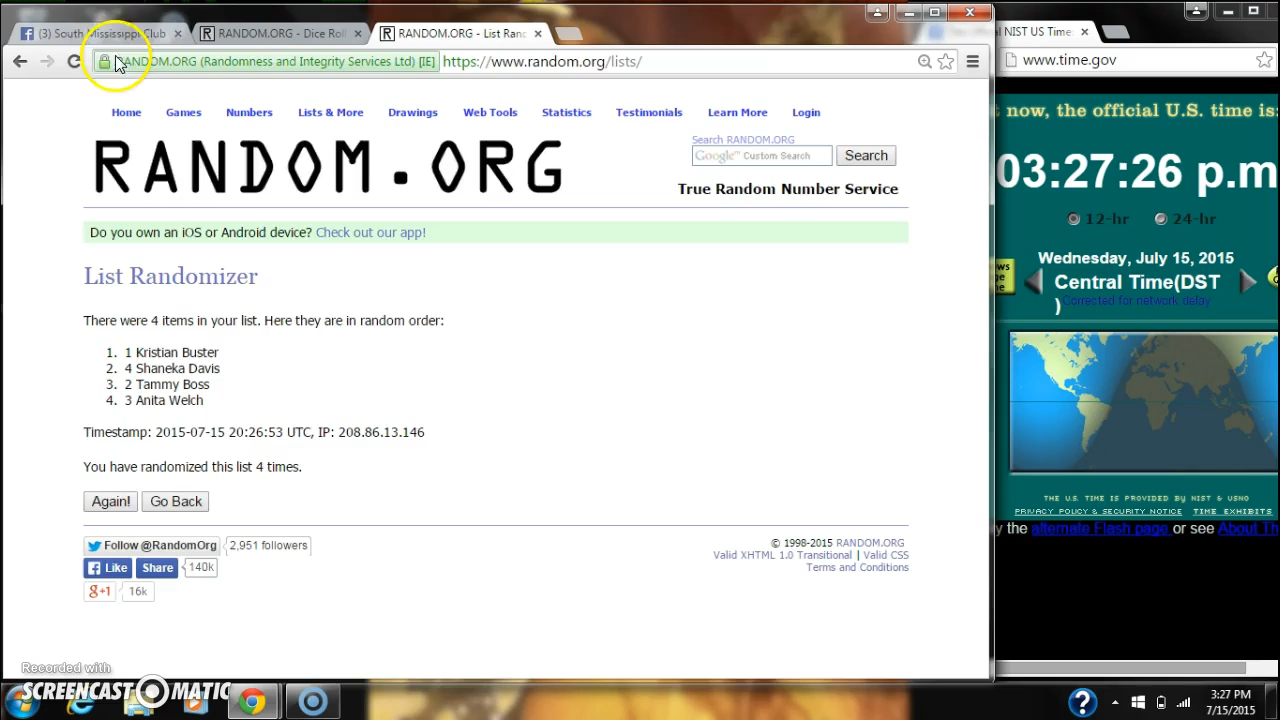 (3) South Mississippi Club
RANDOM.ORG - Dice Roll
RANDOM.ORG - List Ran
NIST US Time:
RANDOM.ORG (Randomness and Integrity Services Ltd) [IE]
https://www.random.org/lists/
www.time.gov
Home Games Numbers Lists & More Drawings Web Tools Statistics Testimonials Learn More Login
RANDOM.ORG
Search RANDOM.ORG
Google™ Custom Search
Search
True Random Number Service
Do you own an iOS or Android device? Check out our app!
List Randomizer
There were 4 items in your list. Here they are in random order:
1. 1 Kristian Buster
2. 4 Shaneka Davis
3. 2 Tammy Boss
4. 3 Anita Welch
Timestamp: 2015-07-15 20:26:53 UTC, IP: 208.86.13.146
You have randomized this list 4 times.
Again! Go Back
Follow @RandomOrg 2,951 followers
Like Share 140k
g+1 16k
© 1998-2015 RANDOM.ORG
Valid XHTML 1.0 Transitional | Valid CSS
Terms and Conditions
t now, the official U.S. time is:
03:27:26 p.m
12-hr 24-hr
Wednesday, July 15, 2015
Central Time(DST
)
Corrected for network delay
THE U.S. TIME IS PROVIDED BY NIST & USNO
PRIVACY POLICY & SECURITY NOTICE TIME EXHIBITS
y the alternate Flash page or see About Th
Recorded with
SCREENCAST-O-MATIC
3:27 PM
7/15/2015